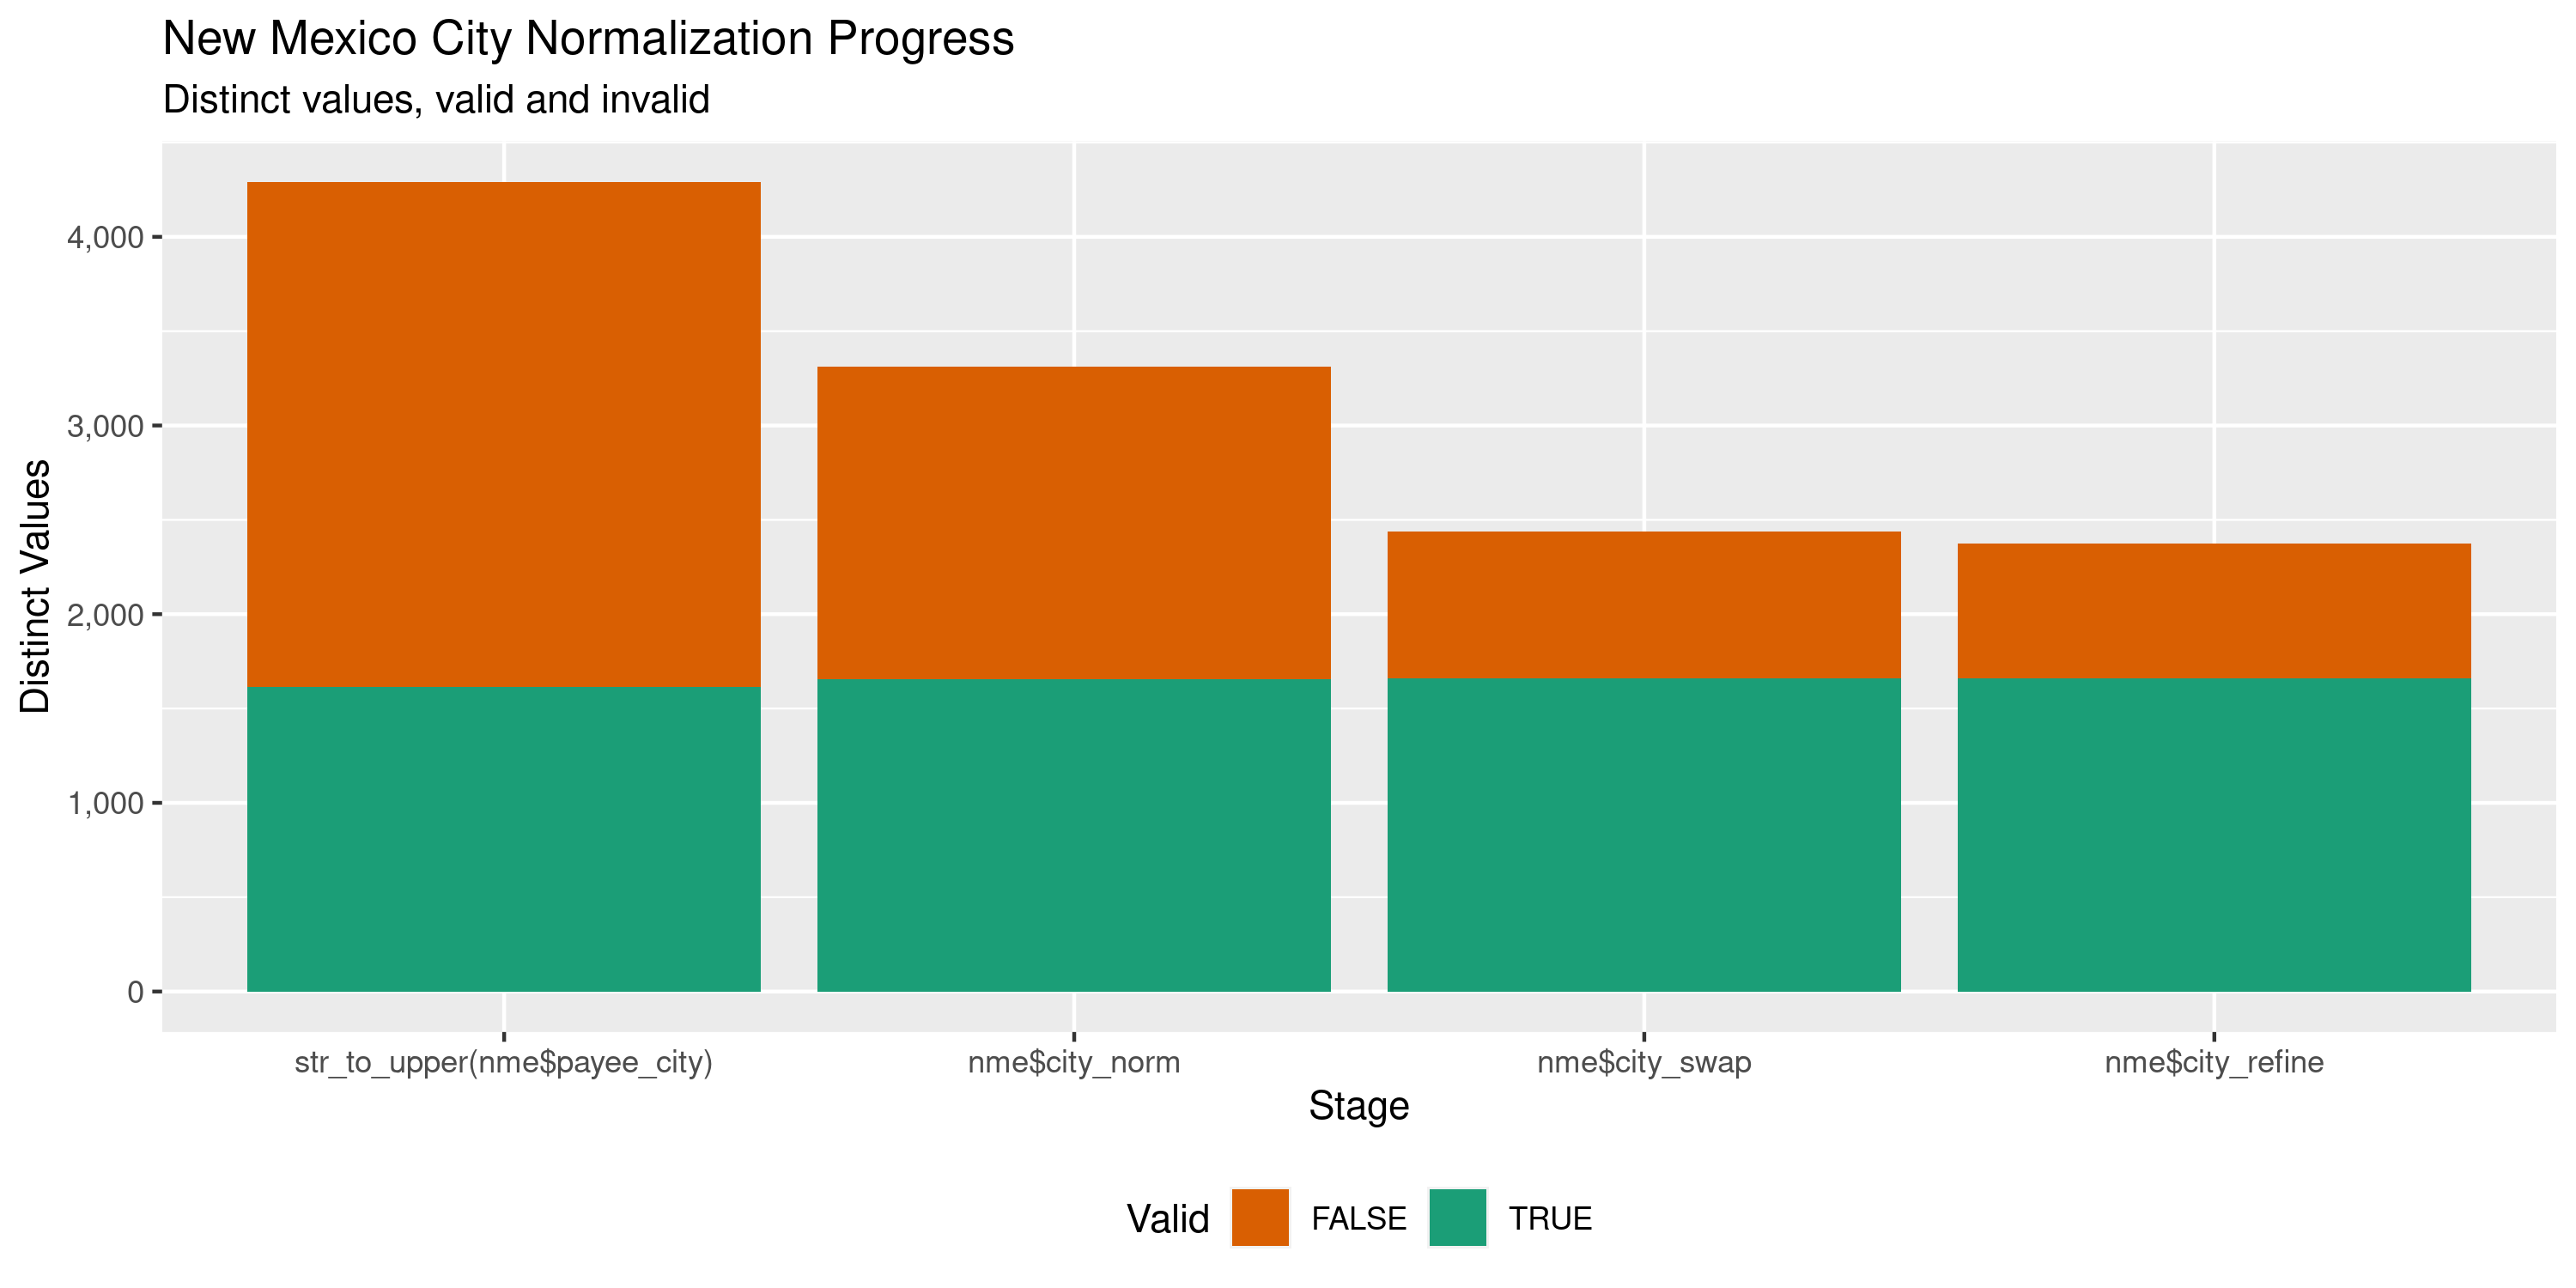 New Mexico City Normalization Progress
Distinct values, valid and invalid
Distinct Values
4,000
3,000
2,000
1,000
0
str_to_upper(nme$payee_city)
nme$city_norm
nme$city_swap
nme$city_refine
Stage
Valid
FALSE
TRUE